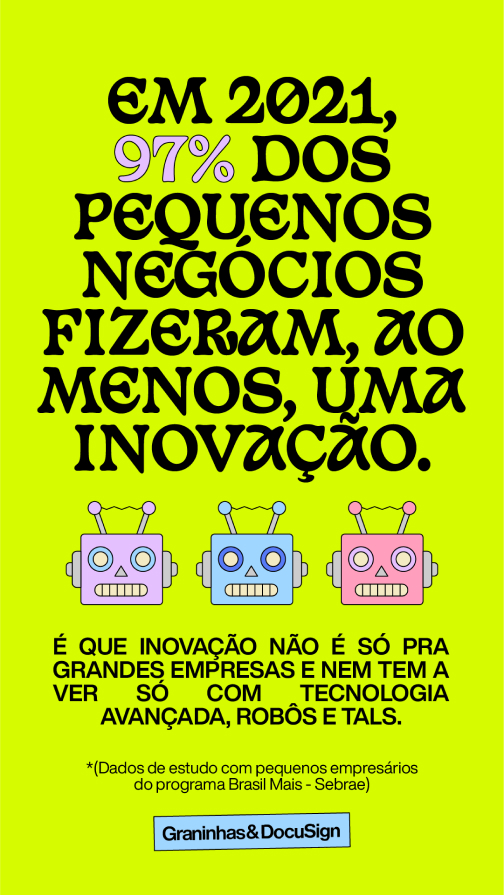 EM 2021,
97% DOS
PEQUENOS
NEGÓCIOS
FIZERAM, AO
MENOS, UMA
INOVAÇÃO.
É QUE INOVAÇÃO NÃO É SÓ PRA
GRANDES EMPRESAS E NEM TEM A
VER SÓ COM TECNOLOGIA
AVANÇADA, ROBÔS E TALS.
*(Dados de estudo com pequenos empresários
do programa Brasil Mais - Sebrae)
Graninhas&DocuSign